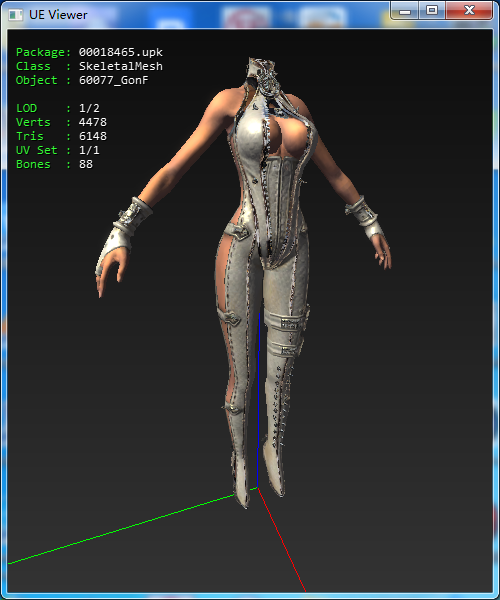 UE Viewer
Package: 00018465.upk
Class : SkeletalMesh
Object : 60077_GonF
LOD : 1/2
Verts : 4478
Tris : 6148
UV Set : 1/1
Bones : 88